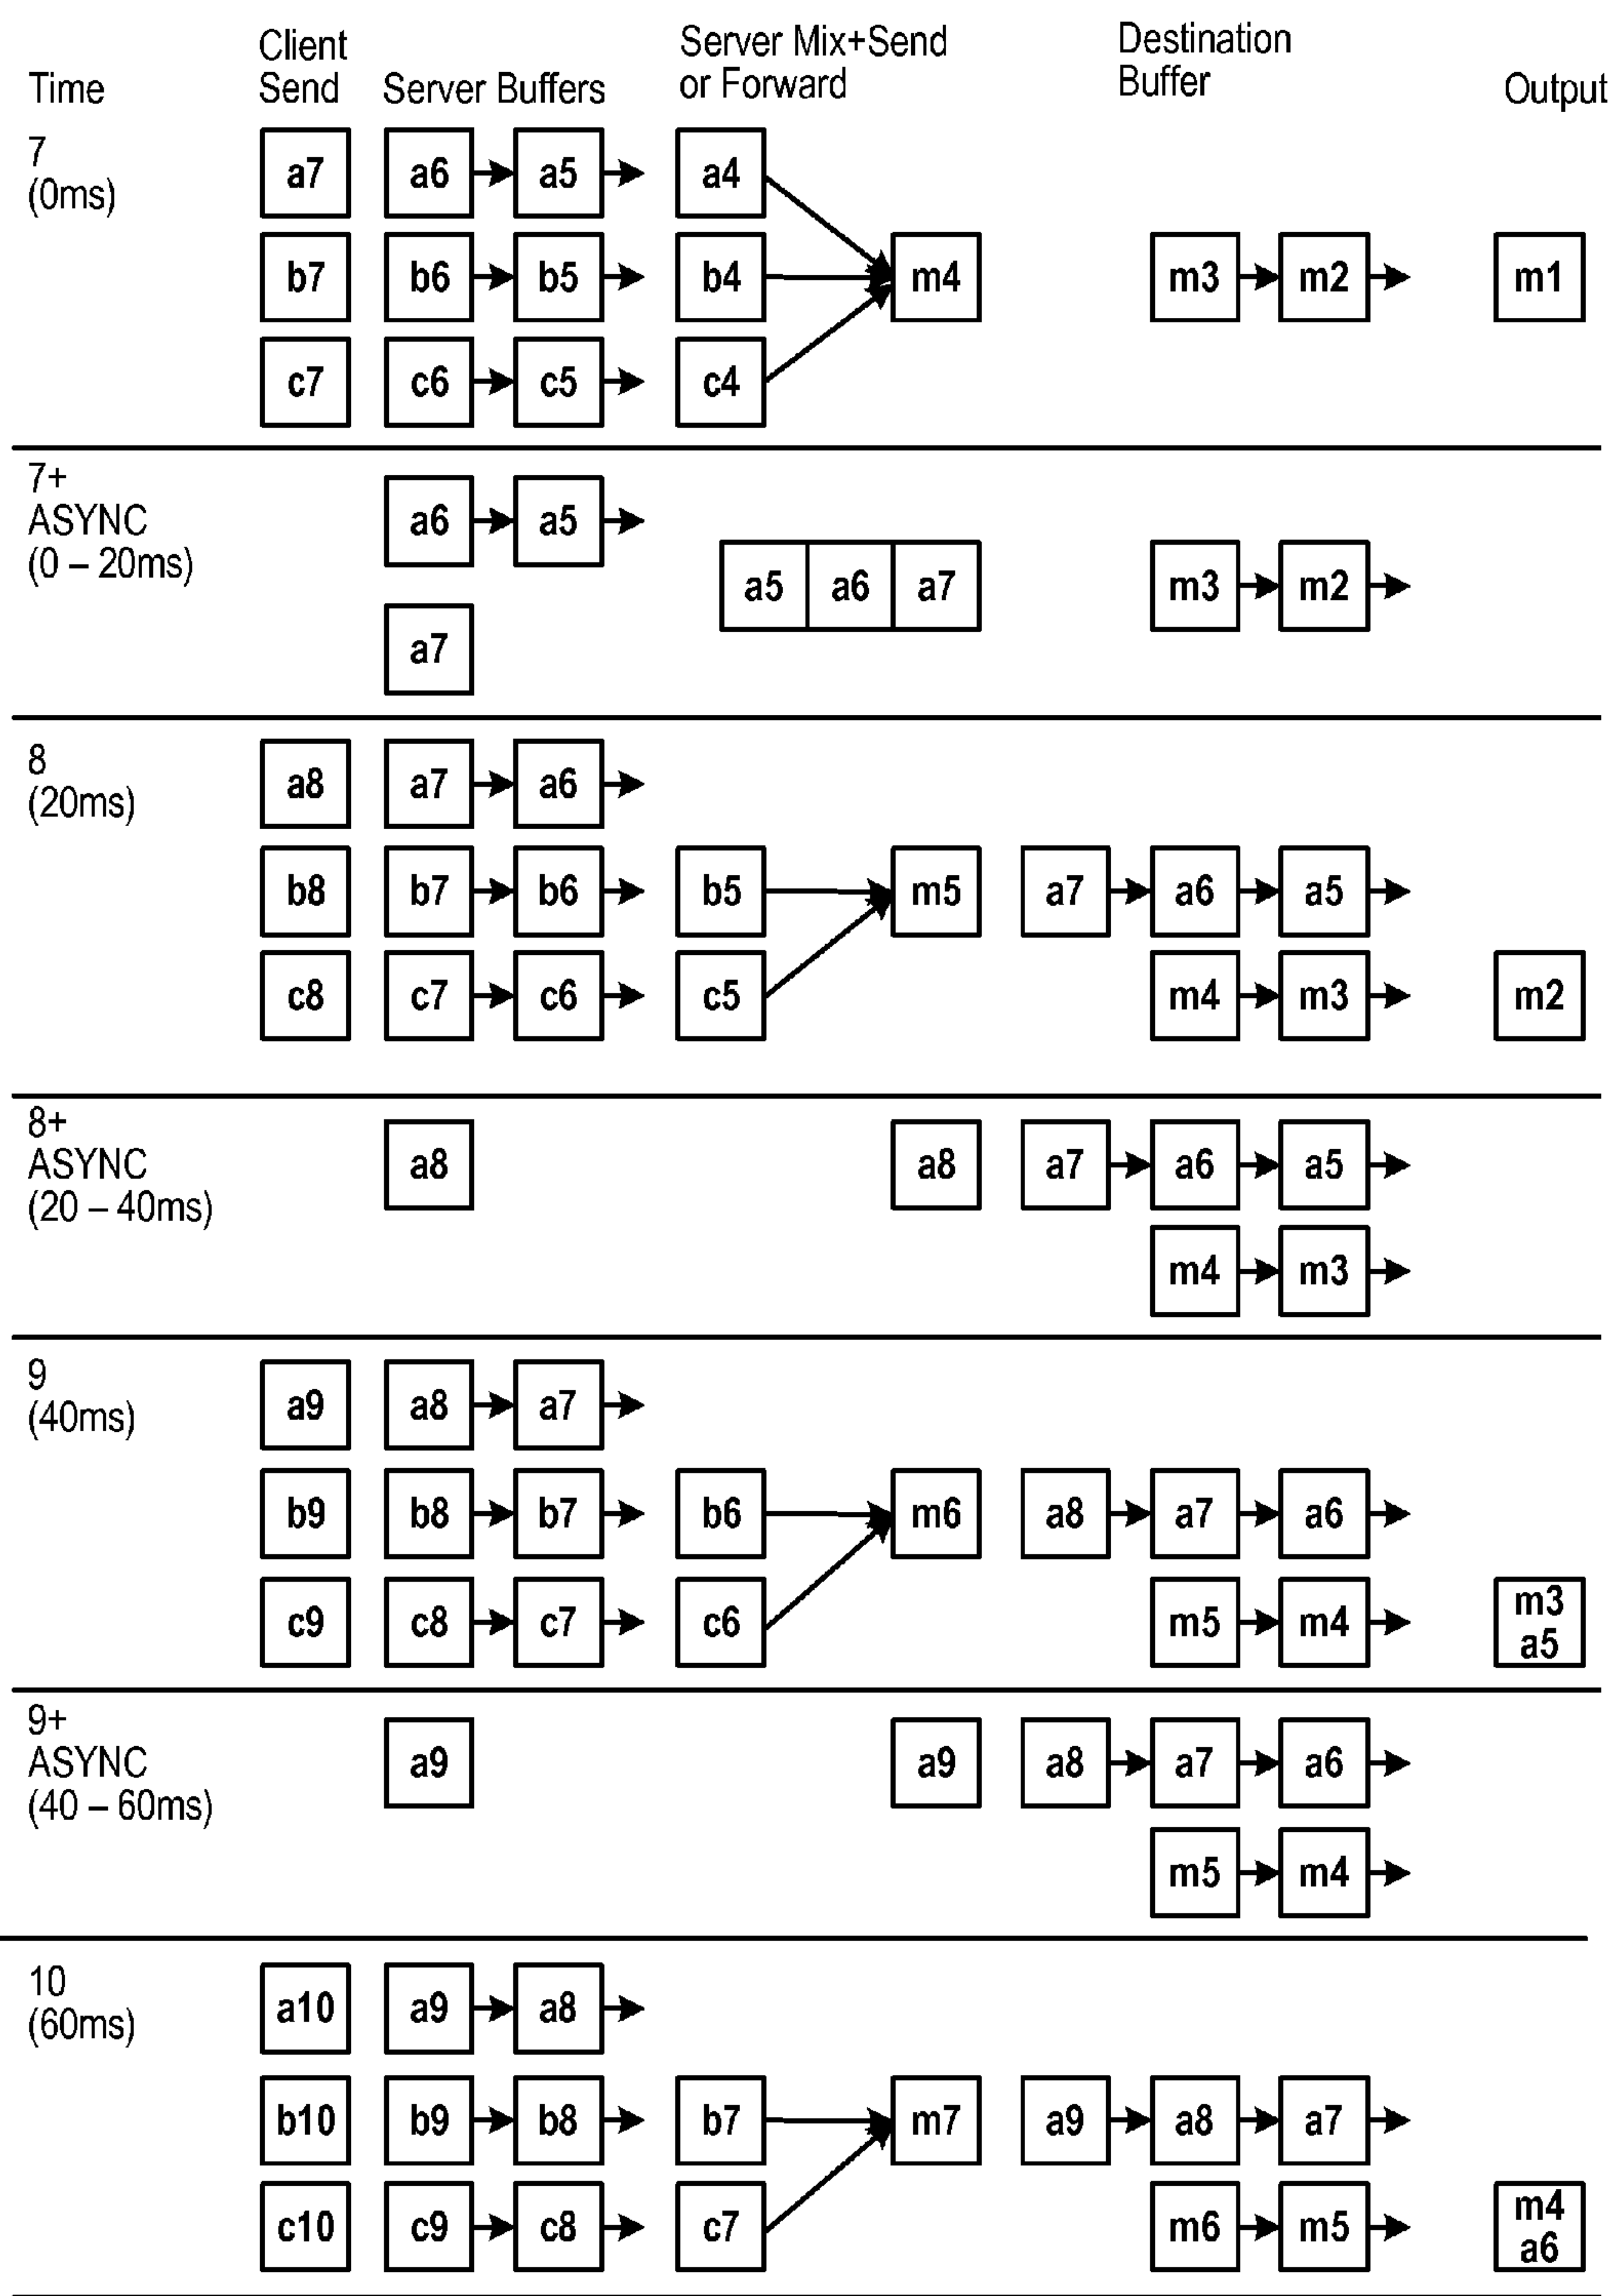 Time
Client
Send
Server Buffers
Server Mix+Send
or Forward
Destination
Buffer
Output
7
(0ms)
a7 a6 a5 a4
b7 b6 b5 b4 m4 m3 m2 m1
c7 c6 c5 c4
7+
ASYNC
(0 – 20ms)
a6 a5
a5 a6 a7 m3 m2
a7
8
(20ms)
a8 a7 a6
b8 b7 b6 b5 m5 a7 a6 a5
c8 c7 c6 c5 m4 m3 m2
8+
ASYNC
(20 – 40ms)
a8 a8 a7 a6 a5
m4 m3
9
(40ms)
a9 a8 a7
b9 b8 b7 b6 m6 a8 a7 a6
c9 c8 c7 c6 m5 m4
m3
a5
9+
ASYNC
(40 – 60ms)
a9 a9 a8 a7 a6
m5 m4
10
(60ms)
a10 a9 a8
b10 b9 b8 b7 m7 a9 a8 a7
c10 c9 c8 c7 m6 m5
m4
a6